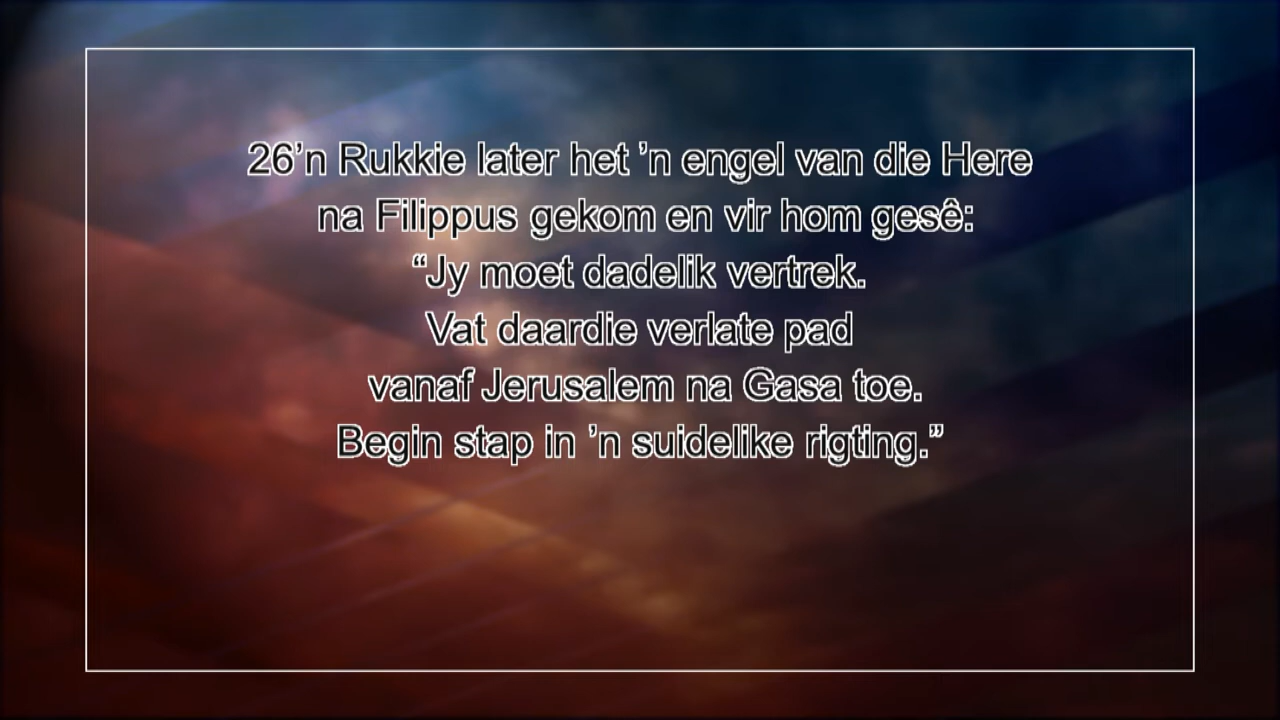 26’n Rukkie later het ’n engel van die Here
na Filippus gekom en vir hom gesê:
“Jy moet dadelik vertrek.
Vat daardie verlate pad
vanaf Jerusalem na Gasa toe.
Begin stap in ’n suidelike rigting.”